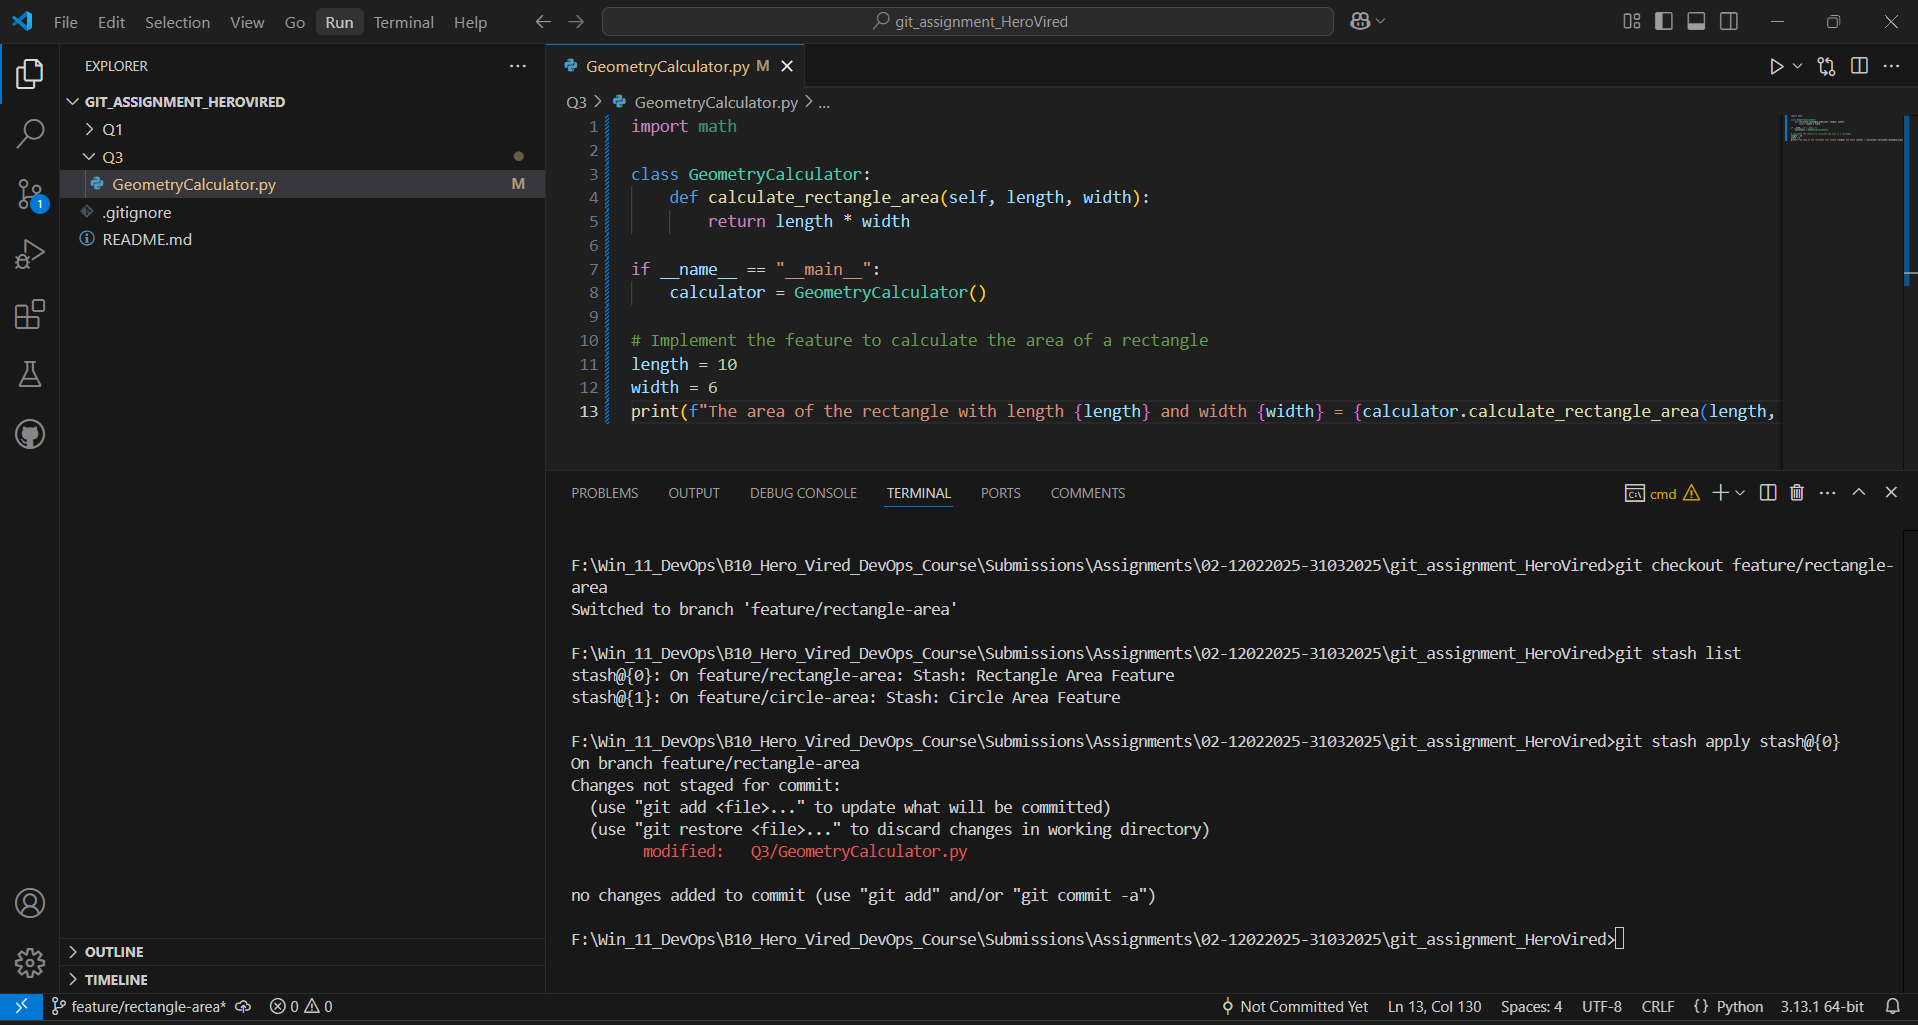 File Edit Selection View Go Run Terminal Help
git_assignment_HeroVired
EXPLORER
GIT_ASSIGNMENT_HEROVIRED
Q1
Q3
GeometryCalculator.py M
.gitignore
README.md
1
OUTLINE
TIMELINE
GeometryCalculator.py M
Q3 > GeometryCalculator.py > ...
1 import math
2
3 class GeometryCalculator:
4 def calculate_rectangle_area(self, length, width):
5 return length * width
6
7 if __name__ == "__main__":
8 calculator = GeometryCalculator()
9
10 # Implement the feature to calculate the area of a rectangle
11 length = 10
12 width = 6
13 print(f"The area of the rectangle with length {length} and width {width} = {calculator.calculate_rectangle_area(length,
PROBLEMS OUTPUT DEBUG CONSOLE TERMINAL PORTS COMMENTS
cmd
F:\Win_11_DevOps\B10_Hero_Vired_DevOps_Course\Submissions\Assignments\02-12022025-31032025\git_assignment_HeroVired>git checkout feature/rectangle-
area
Switched to branch 'feature/rectangle-area'
F:\Win_11_DevOps\B10_Hero_Vired_DevOps_Course\Submissions\Assignments\02-12022025-31032025\git_assignment_HeroVired>git stash list
stash@{0}: On feature/rectangle-area: Stash: Rectangle Area Feature
stash@{1}: On feature/circle-area: Stash: Circle Area Feature
F:\Win_11_DevOps\B10_Hero_Vired_DevOps_Course\Submissions\Assignments\02-12022025-31032025\git_assignment_HeroVired>git stash apply stash@{0}
On branch feature/rectangle-area
Changes not staged for commit:
(use "git add <file>..." to update what will be committed)
(use "git restore <file>..." to discard changes in working directory)
modified: Q3/GeometryCalculator.py
no changes added to commit (use "git add" and/or "git commit -a")
F:\Win_11_DevOps\B10_Hero_Vired_DevOps_Course\Submissions\Assignments\02-12022025-31032025\git_assignment_HeroVired>
feature/rectangle-area* 0 0 Not Committed Yet Ln 13, Col 130 Spaces: 4 UTF-8 CRLF {} Python 3.13.1 64-bit